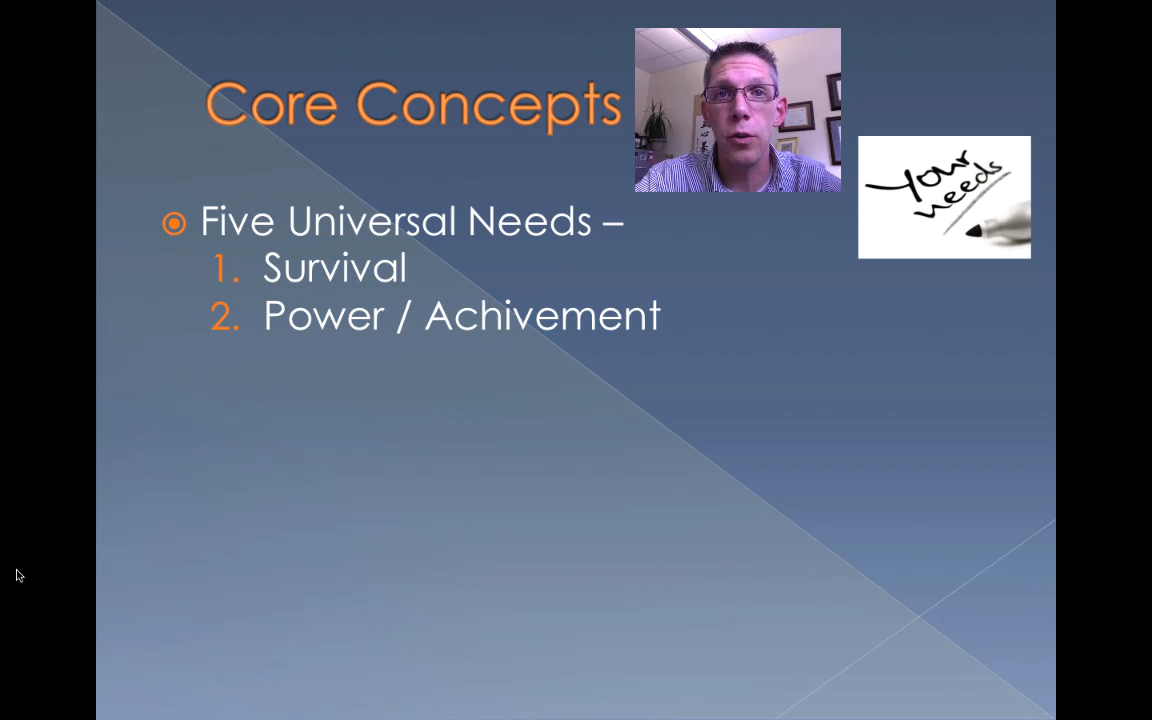 Core Concepts
Your
needs
Five Universal Needs –
1. Survival
2. Power / Achivement